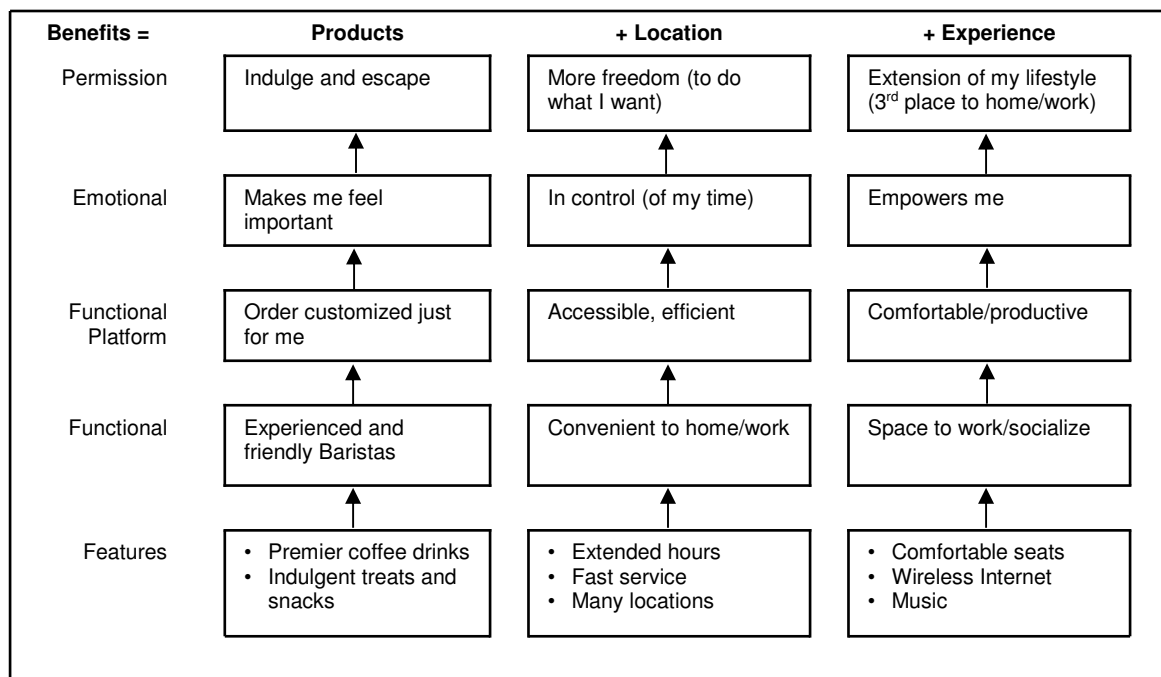 Benefits = Products + Location + Experience
Permission
Indulge and escape
More freedom (to do
what I want)
Extension of my lifestyle
(3rd place to home/work)
Emotional
Makes me feel
important
In control (of my time)
Empowers me
Functional
Platform
Order customized just
for me
Accessible, efficient
Comfortable/productive
Functional
Experienced and
friendly Baristas
Convenient to home/work
Space to work/socialize
Features
• Premier coffee drinks
• Indulgent treats and
snacks
• Extended hours
• Fast service
• Many locations
• Comfortable seats
• Wireless Internet
• Music